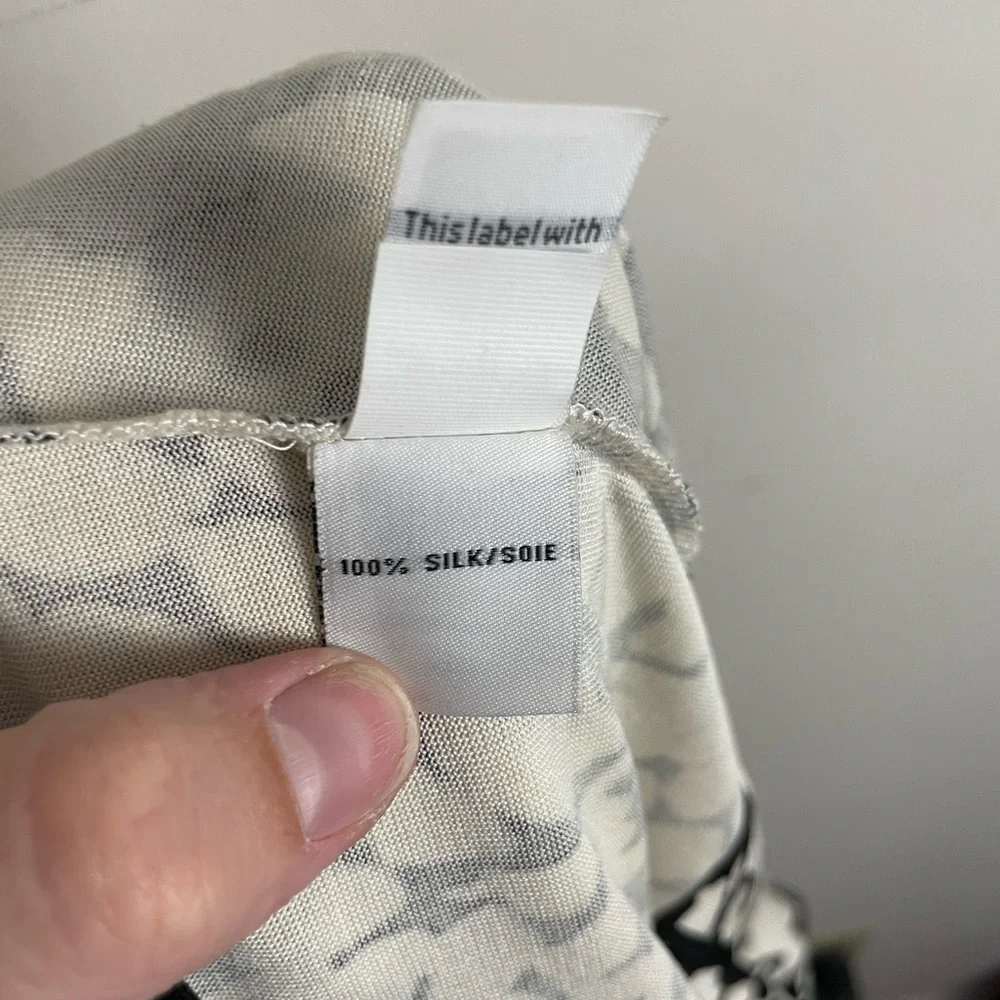 This label with
100% SILK/SOIE